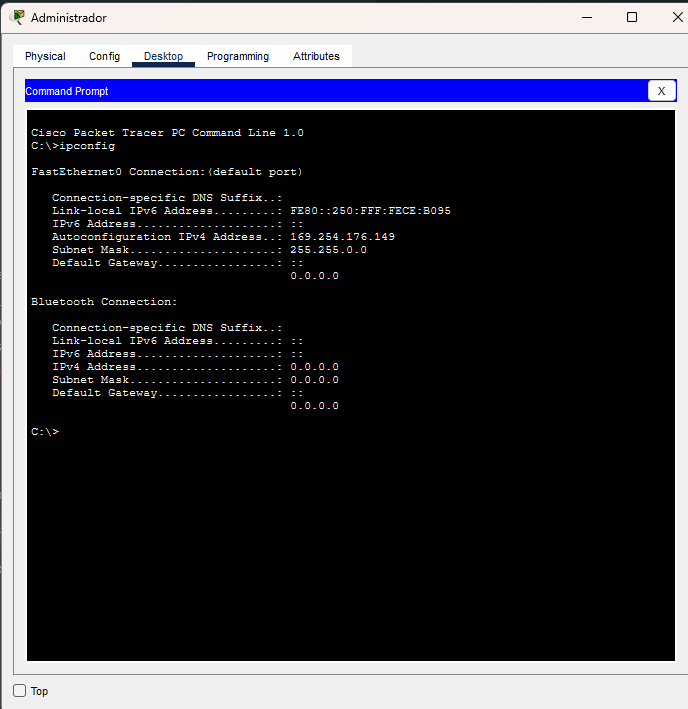 Administrador
Physical Config Desktop Programming Attributes
Command Prompt X
Cisco Packet Tracer PC Command Line 1.0
C:\>ipconfig
FastEthernet0 Connection:(default port)
Connection-specific DNS Suffix..:
Link-local IPv6 Address.........: FE80::250:FFF:FECE:B095
IPv6 Address....................: ::
Autoconfiguration IPv4 Address..: 169.254.176.149
Subnet Mask.....................: 255.255.0.0
Default Gateway.................: ::
0.0.0.0
Bluetooth Connection:
Connection-specific DNS Suffix..:
Link-local IPv6 Address.........: ::
IPv6 Address....................: ::
IPv4 Address....................: 0.0.0.0
Subnet Mask.....................: 0.0.0.0
Default Gateway.................: ::
0.0.0.0
C:\>
Top